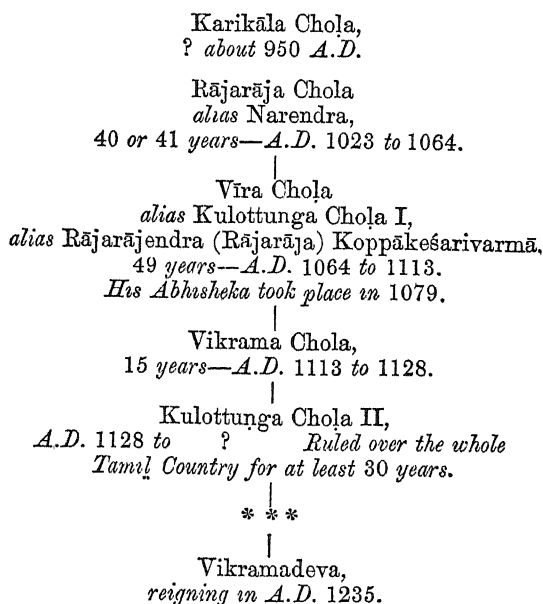 Karikāla Choḷa,
? about 950 A.D.
Rājarāja Chola
alias Narendra,
40 or 41 years—A.D. 1023 to 1064.
Vīra Choḷa
alias Kulottunga Choḷa I,
alias Rājarājendra (Rājarāja) Koppākeśarivarmā,
49 years—A.D. 1064 to 1113.
His Abhisheka took place in 1079.
Vikrama Chola,
15 years—A.D. 1113 to 1128.
Kulottuṇga Choḷa II,
A.D. 1128 to ? Ruled over the whole
Tamiḻ Country for at least 30 years.
* * *
Vikramadeva,
reigning in A.D. 1235.